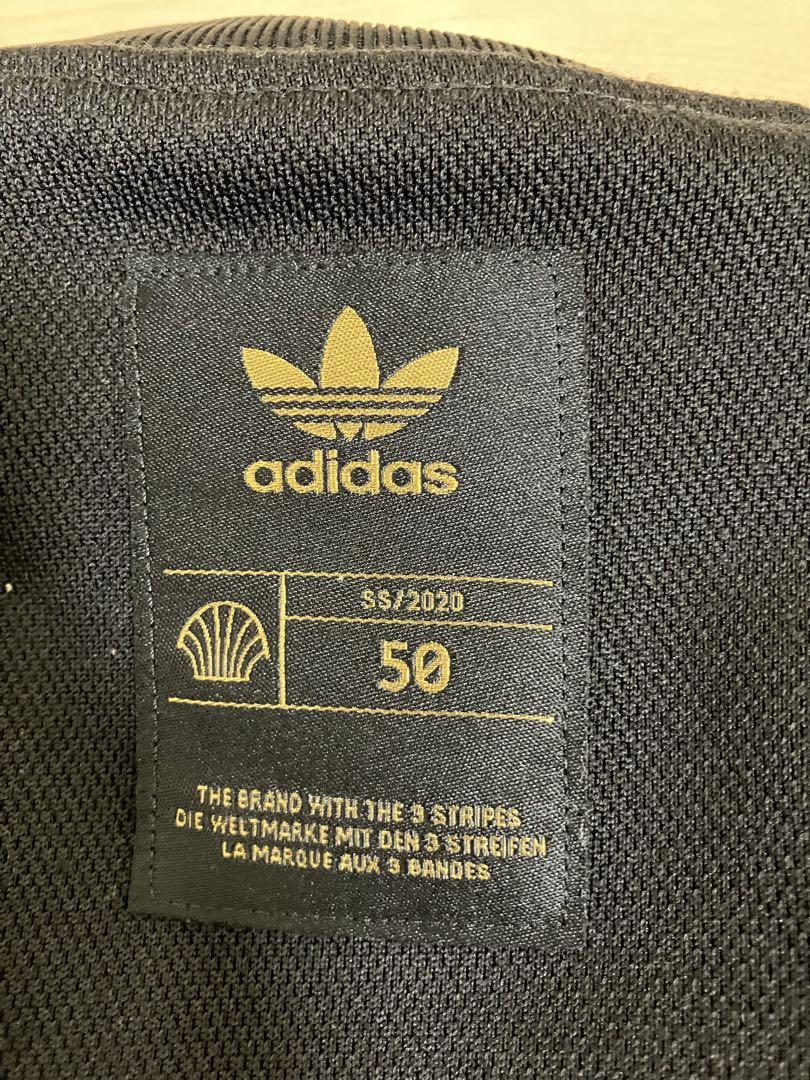 adidas
SS/2020
50
THE BRAND WITH THE 3 STRIPES
DIE WELTMARKE MIT DEN 3 STREIFEN
LA MARQUE AUX 3 BANDES